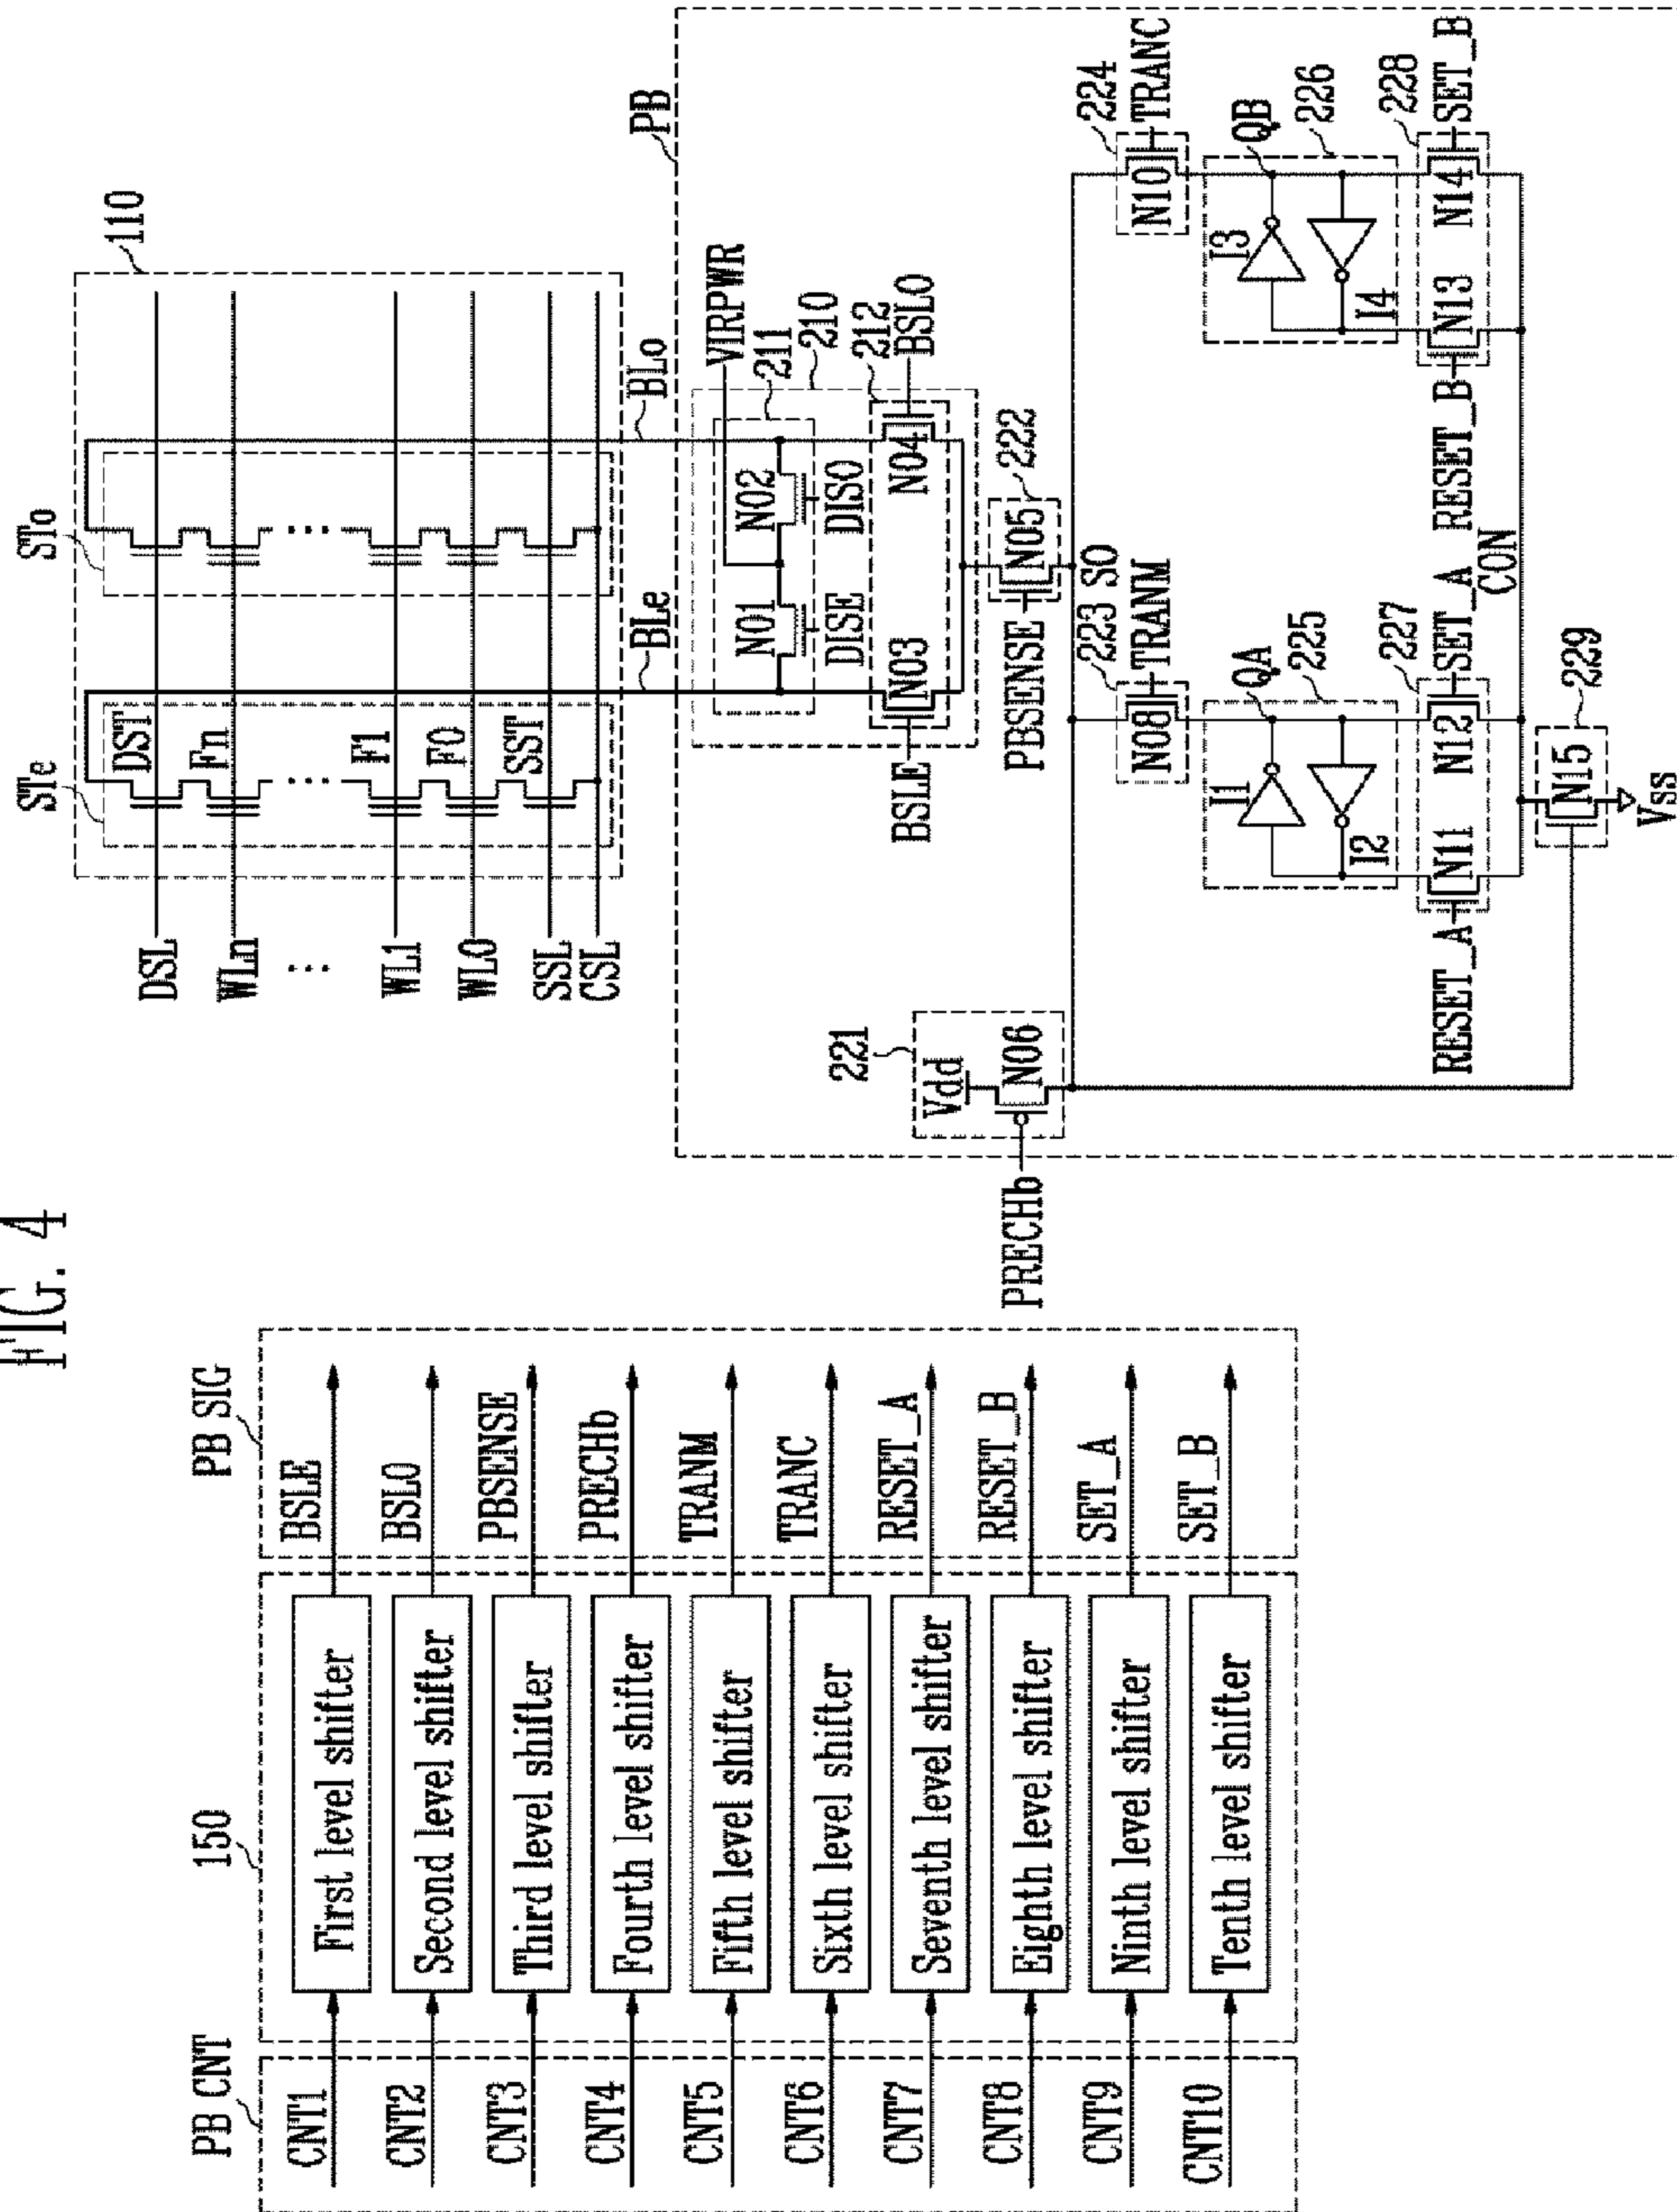 FIG. 4
PB CNT
150
PB SIG
CNT1
First level shifter
BSLE
CNT2
Second level shifter
BSLO
CNT3
Third level shifter
PBSENSE
CNT4
Fourth level shifter
PRECHb
CNT5
Fifth level shifter
TRANM
CNT6
Sixth level shifter
TRANC
CNT7
Seventh level shifter
RESET_A
CNT8
Eighth level shifter
RESET_B
CNT9
Ninth level shifter
SET_A
CNT10
Tenth level shifter
SET_B
STe
STo
110
DSL
DST
WLn
Fn
⋮
...
...
WL1
F1
WL0
F0
SSL
SST
CSL
BLe
BLo
PB
VIRPWR
211
210
212
N01
N02
DISE
DISO
BSLE
N03
N04
BSLO
221
Vdd
PRECHb
N06
PBSENSE
N05
222
223
SO
224
N08
TRANM
N10
TRANC
QA
QB
I1
I3
225
226
I2
I4
227
228
RESET_A
N11
N12
SET_A
RESET_B
N13
N14
SET_B
CON
229
N15
Vss